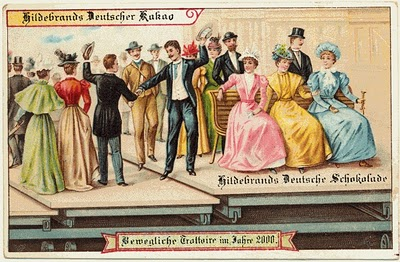 Hildebrands Deutscher Kakao
Hildebrands Deutsche Schokolade
Bewegliche Trottoire im Jahre 2000.